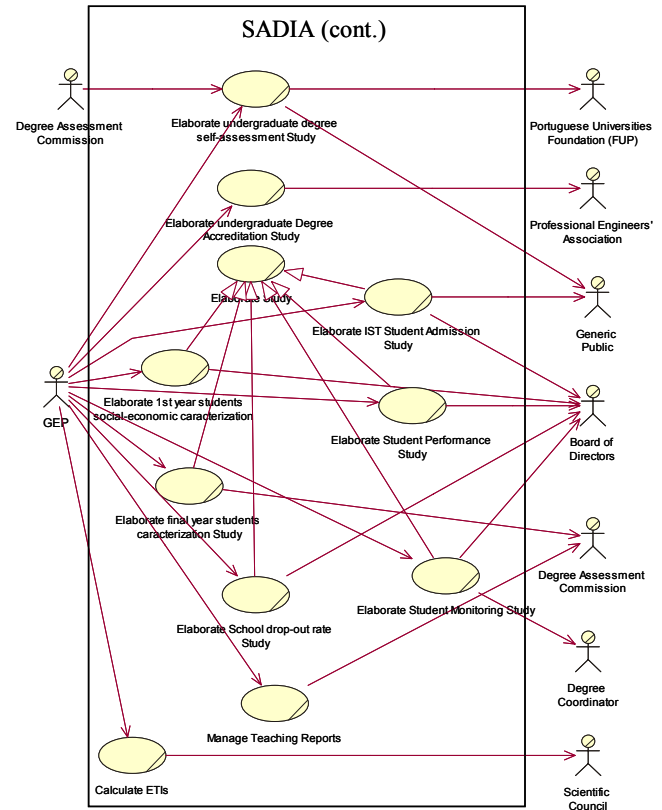 SADIA (cont.)
Degree Assessment
Commission
Elaborate undergraduate degree
self-assessment Study
Portuguese Universities
Foundation (FUP)
Elaborate undergraduate Degree
Accreditation Study
Professional Engineers'
Association
Elaborate Study
Elaborate IST Student Admission
Study
Generic
Public
GEP
Elaborate 1st year students
social-economic caracterization
Elaborate Student Performance
Study
Board of
Directors
Elaborate final year students
caracterization Study
Degree Assessment
Commission
Elaborate School drop-out rate
Study
Elaborate Student Monitoring Study
Degree
Coordinator
Manage Teaching Reports
Calculate ETIs
Scientific
Council